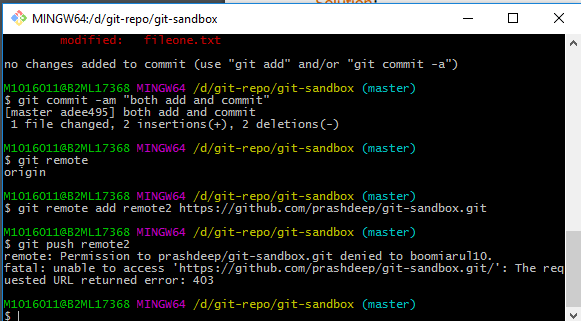 Solution!
MINGW64:/d/git-repo/git-sandbox
modified:   fileone.txt
no changes added to commit (use "git add" and/or "git commit -a")
M1016011@B2ML17368 MINGW64 /d/git-repo/git-sandbox (master)
$ git commit -am "both add and commit"
[master adee495] both add and commit
 1 file changed, 2 insertions(+), 2 deletions(-)
M1016011@B2ML17368 MINGW64 /d/git-repo/git-sandbox (master)
$ git remote
origin
M1016011@B2ML17368 MINGW64 /d/git-repo/git-sandbox (master)
$ git remote add remote2 https://github.com/prashdeep/git-sandbox.git
M1016011@B2ML17368 MINGW64 /d/git-repo/git-sandbox (master)
$ git push remote2
remote: Permission to prashdeep/git-sandbox.git denied to boomiarul10.
fatal: unable to access 'https://github.com/prashdeep/git-sandbox.git/': The req
uested URL returned error: 403
M1016011@B2ML17368 MINGW64 /d/git-repo/git-sandbox (master)
$